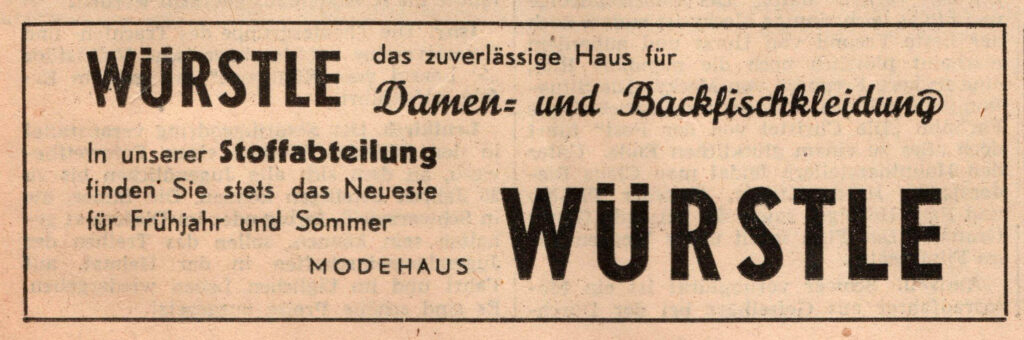 WÜRSTLE das zuverlässige Haus für
Damen= und Backfischkleidung
In unserer Stoffabteilung
finden Sie stets das Neueste
für Frühjahr und Sommer
MODEHAUS WÜRSTLE